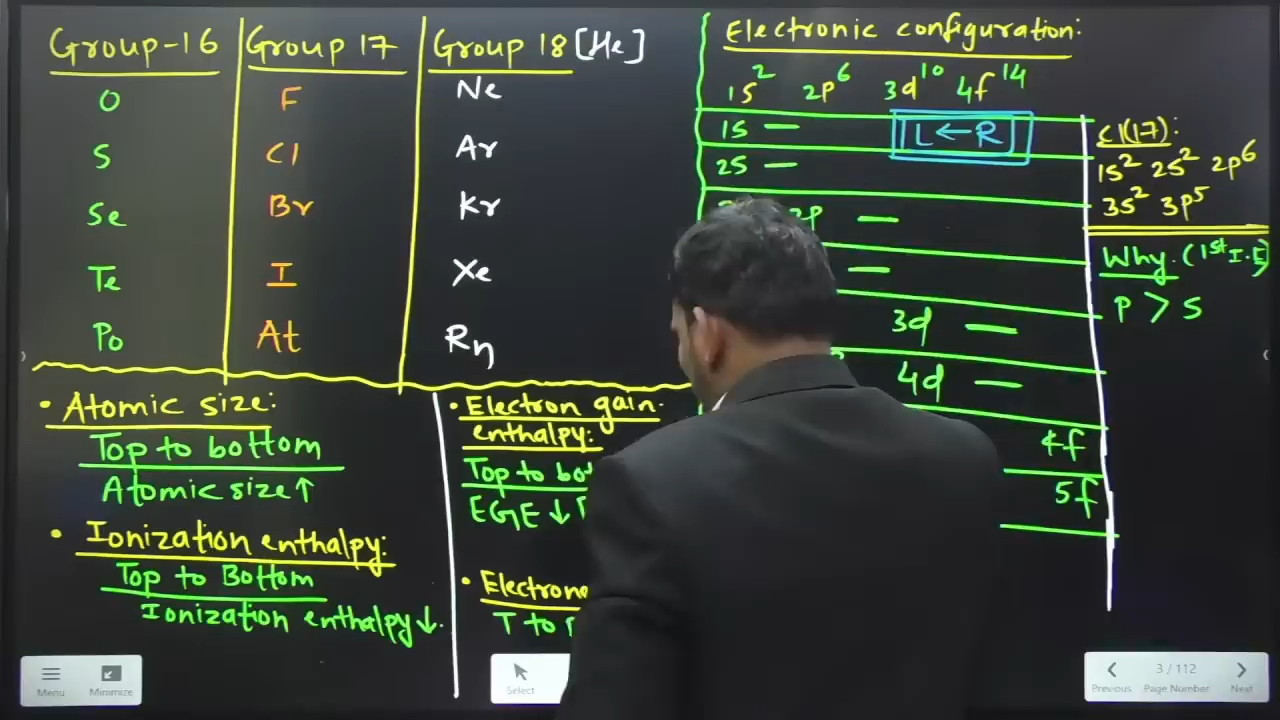 Group-16 Group 17 Group 18 [He]
O F Ne
S Cl Ar
Se Br Kr
Te I Xe
Po At Rn
• Atomic size:
Top to bottom
Atomic size ↑
• Ionization enthalpy:
Top to Bottom
Ionization enthalpy ↓.
• Electron gain
enthalpy:
Top to
EGE ↓
•
T to
Electronic configuration:
1s² 2p⁶ 3d¹⁰ 4f¹⁴
1S — L ← R
2S —
2p —
—
3d —
4d —
4f
5f
Cl(17):
1s² 2s² 2p⁶
3s² 3p⁵
Why. (1st I.E)
P > S
Menu
Minimize
Select
Previous
3 / 112
Page Number
Next